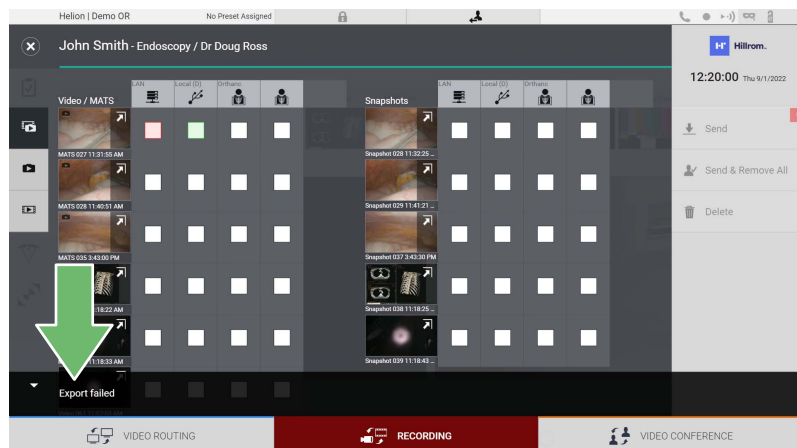 Helion | Demo OR
No Preset Assigned
John Smith - Endoscopy / Dr Doug Ross
Hillrom.
12:20:00 Thu 9/1/2022
Video / MATS
LAN
Local (D)
Orthanc
Snapshots
LAN
Local (D)
Orthanc
MATS 027 11:31:55 AM
Snapshot 028 11:32:25 ...
MATS 028 11:40:51 AM
Snapshot 029 11:41:21 ...
MATS 035 3:43:00 PM
Snapshot 037 3:43:30 PM
:18:22 AM
Snapshot 038 11:18:25 ...
11:18:33 AM
Snapshot 039 11:18:43 ...
Send
Send & Remove All
Delete
Export failed
VIDEO ROUTING
RECORDING
VIDEO CONFERENCE